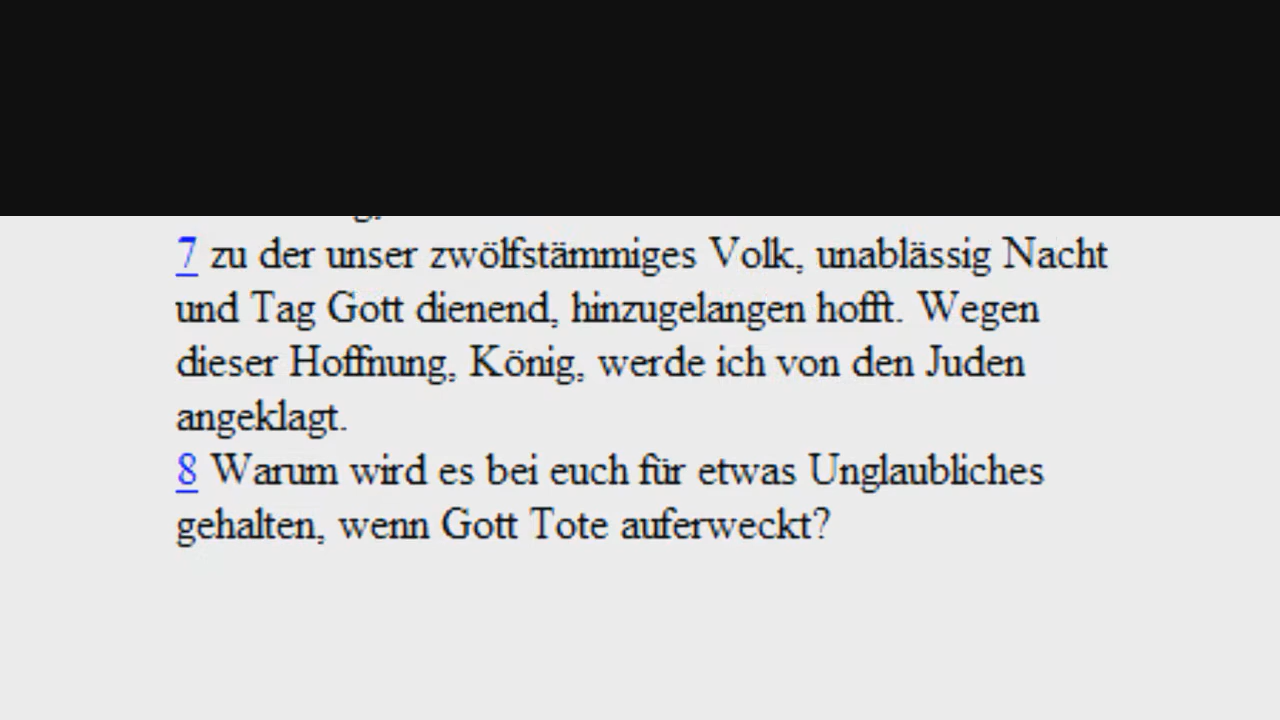 7 zu der unser zwölfstämmiges Volk, unablässig Nacht
und Tag Gott dienend, hinzugelangen hofft. Wegen
dieser Hoffnung, König, werde ich von den Juden
angeklagt.
8 Warum wird es bei euch für etwas Unglaubliches
gehalten, wenn Gott Tote auferweckt?